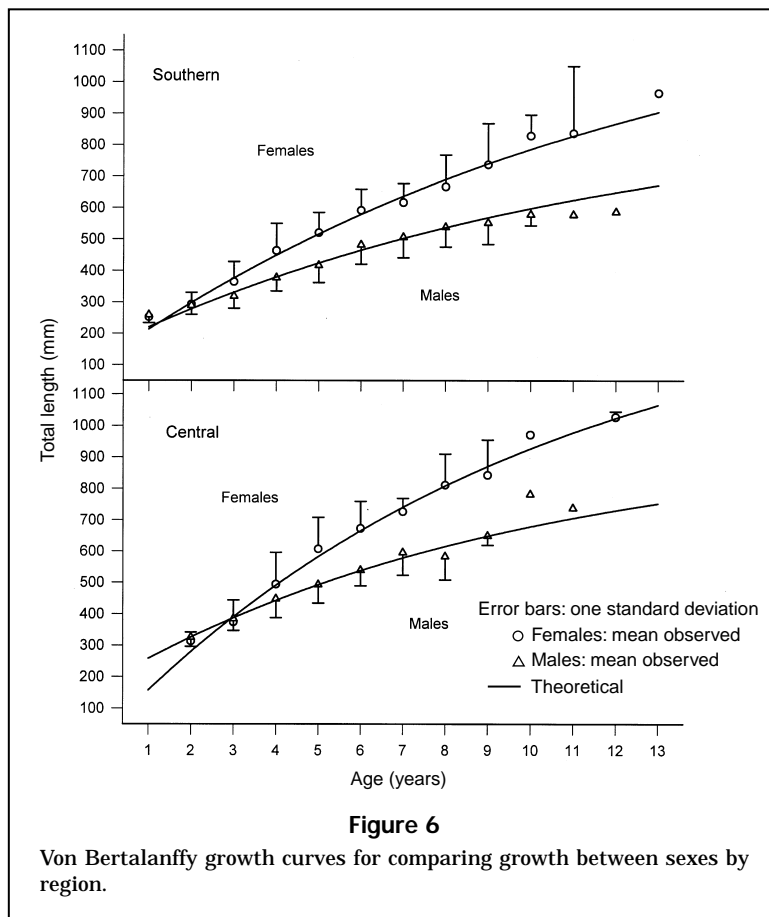 Total length (mm)
1100
Southern
1000
900
800
Females
700
600
500
400
Males
300
200
100
1100
1000
Central
900
800
Females
700
600
500
Error bars: one standard deviation
400
Males
Females: mean observed
300
Males: mean observed
200
Theoretical
100
1 2 3 4 5 6 7 8 9 10 11 12 13
Age (years)
Figure 6
Von Bertalanffy growth curves for comparing growth between sexes by
region.